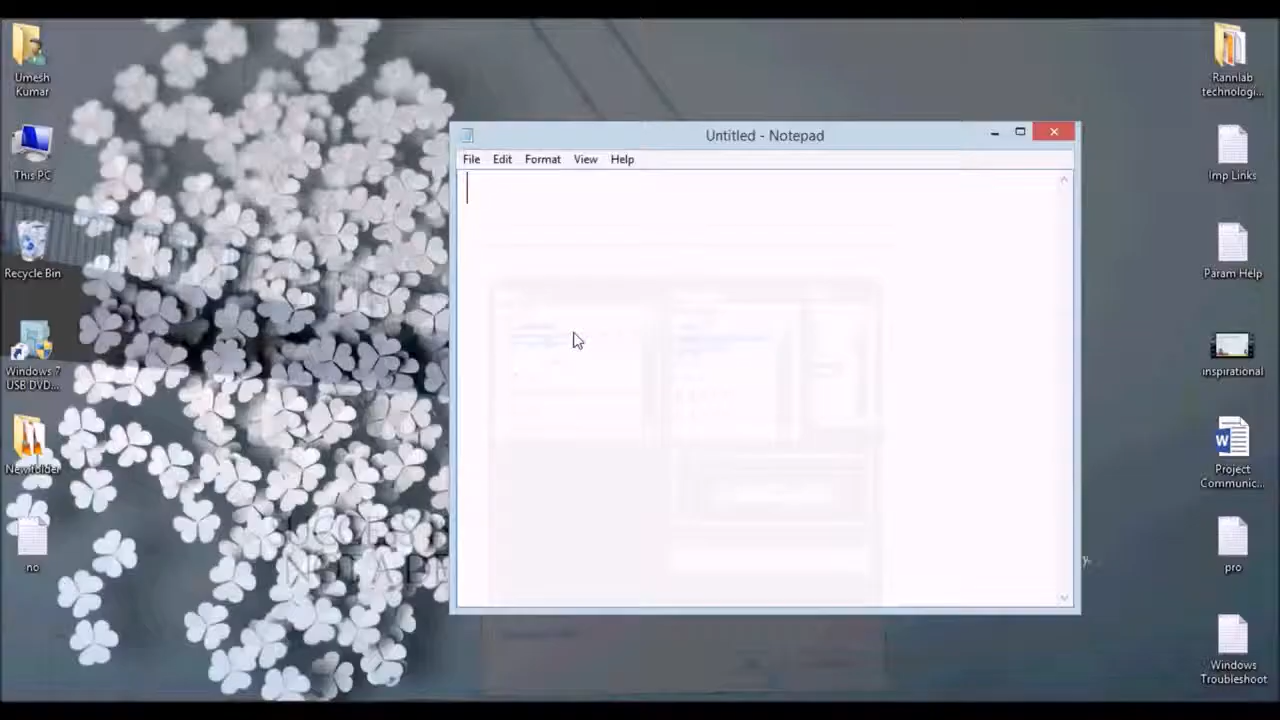 Umesh
Kumar
This PC
Recycle Bin
Windows 7
USB DVD...
New folder
no
Untitled - Notepad
File Edit Format View Help
Rannlab
technologi...
Imp Links
Param Help
inspirational
Project
Communic...
pro
Windows
Troubleshoot